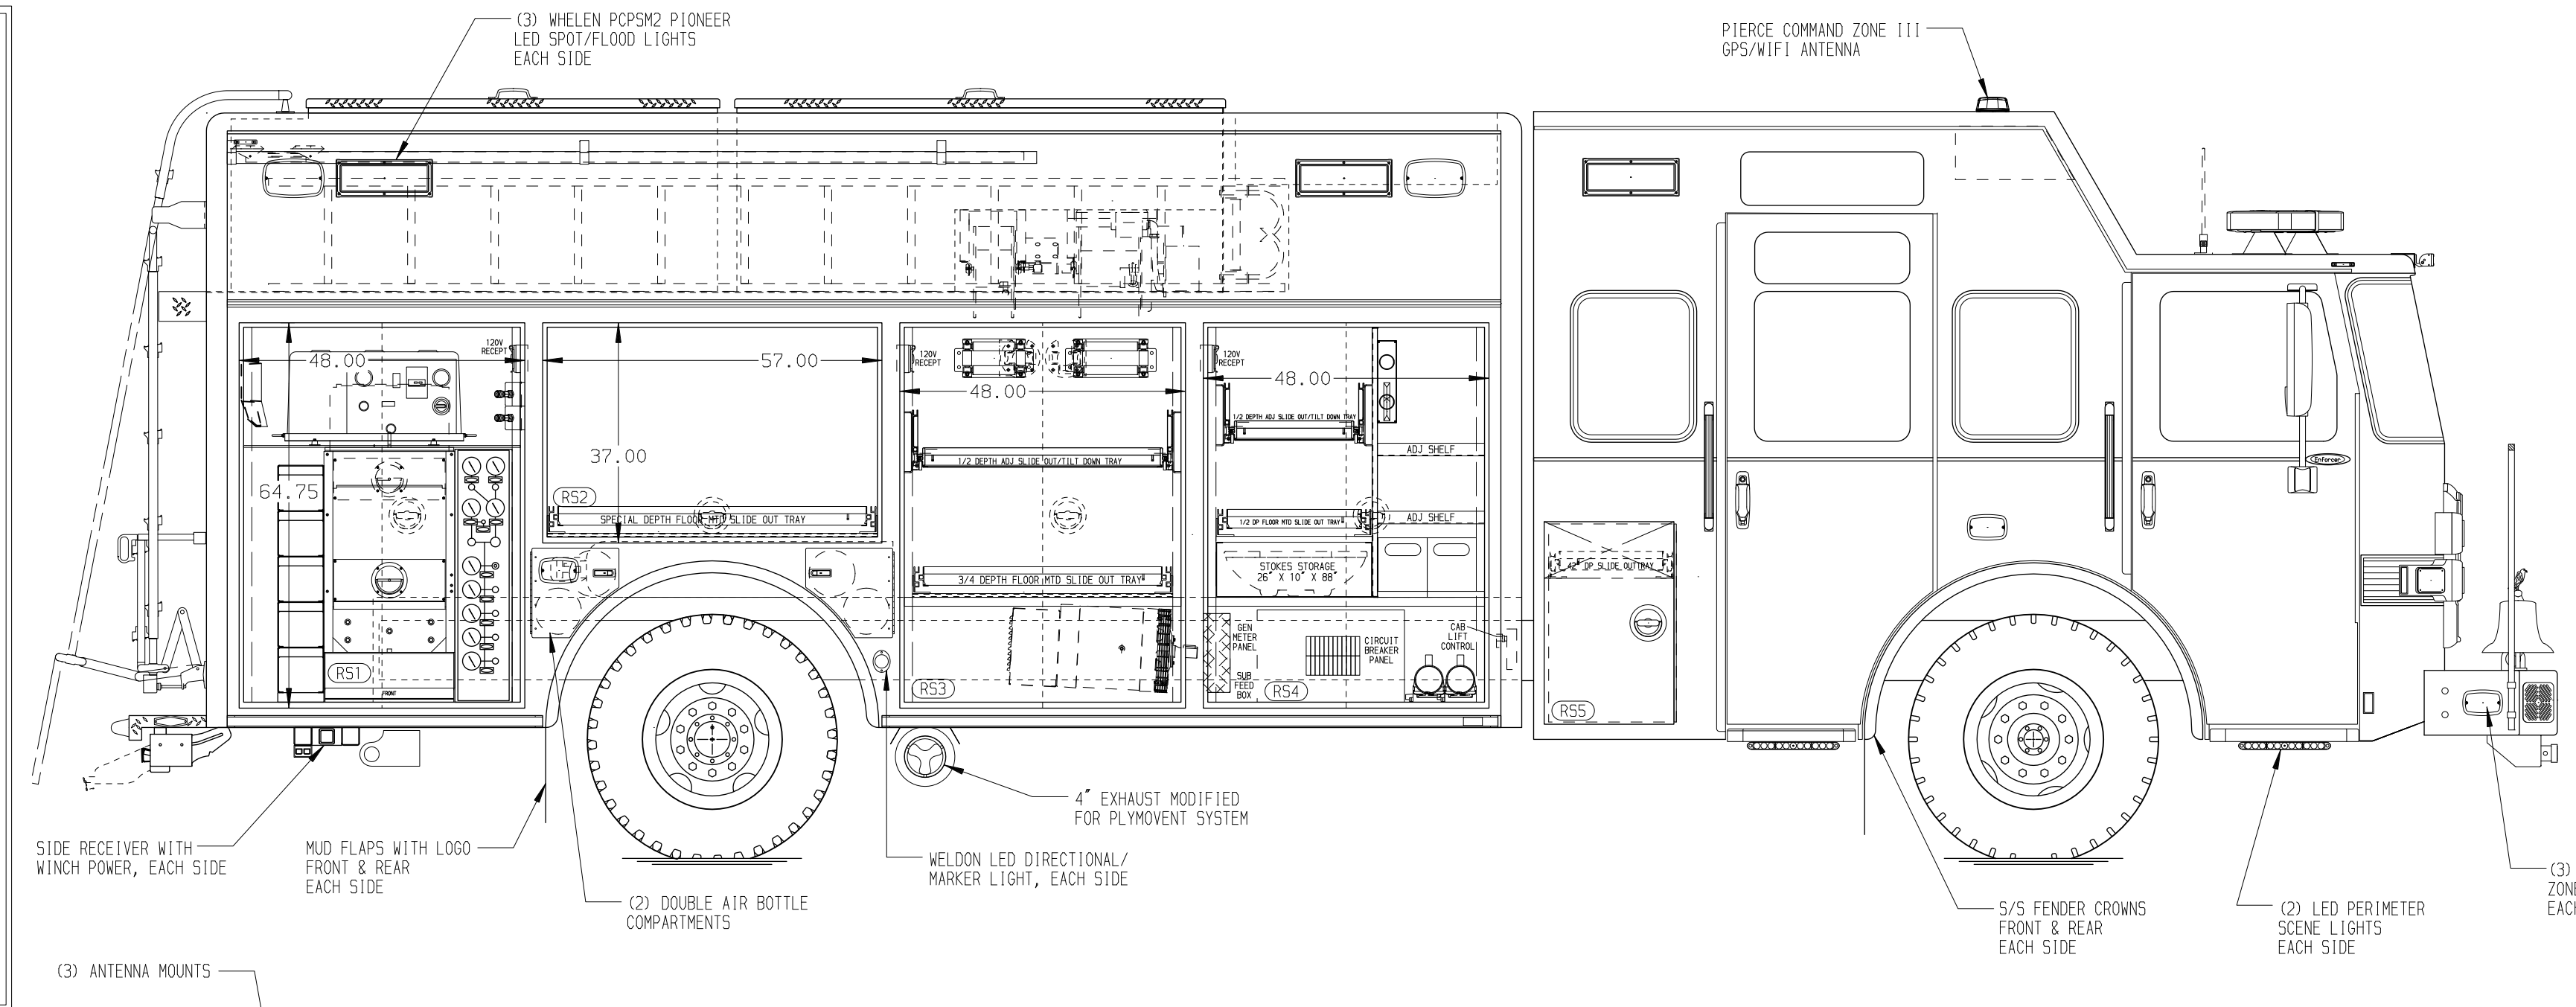 (3) WHELEN PCPSM2 PIONEER
LED SPOT/FLOOD LIGHTS
EACH SIDE
PIERCE COMMAND ZONE III
GPS/WIFI ANTENNA
120V
RECEPT
48.00
57.00
120V
RECEPT
48.00
120V
RECEPT
48.00
1/2 DEPTH ADJ SLIDE OUT/TILT DOWN TRAY
ADJ SHELF
37.00
1/2 DEPTH ADJ SLIDE OUT/TILT DOWN TRAY
Enforcer
64.75
RS2
SPECIAL DEPTH FLOOR MTD SLIDE OUT TRAY
1/2 DP FLOOR MTD SLIDE OUT TRAY
ADJ SHELF
3/4 DEPTH FLOOR MTD SLIDE OUT TRAY
STOKES STORAGE
26" X 10" X 88"
42" DP SLIDE OUTTRAY
GEN
METER
PANEL
CIRCUIT
BREAKER
PANEL
CAB
LIFT
CONTROL
RS1
FRONT
RS3
SUB
FEED
BOX
RS4
RS5
4" EXHAUST MODIFIED
FOR PLYMOVENT SYSTEM
SIDE RECEIVER WITH
WINCH POWER, EACH SIDE
MUD FLAPS WITH LOGO
FRONT & REAR
EACH SIDE
WELDON LED DIRECTIONAL/
MARKER LIGHT, EACH SIDE
(2) DOUBLE AIR BOTTLE
COMPARTMENTS
S/S FENDER CROWNS
FRONT & REAR
EACH SIDE
(2) LED PERIMETER
SCENE LIGHTS
EACH SIDE
(3)
(3) ANTENNA MOUNTS